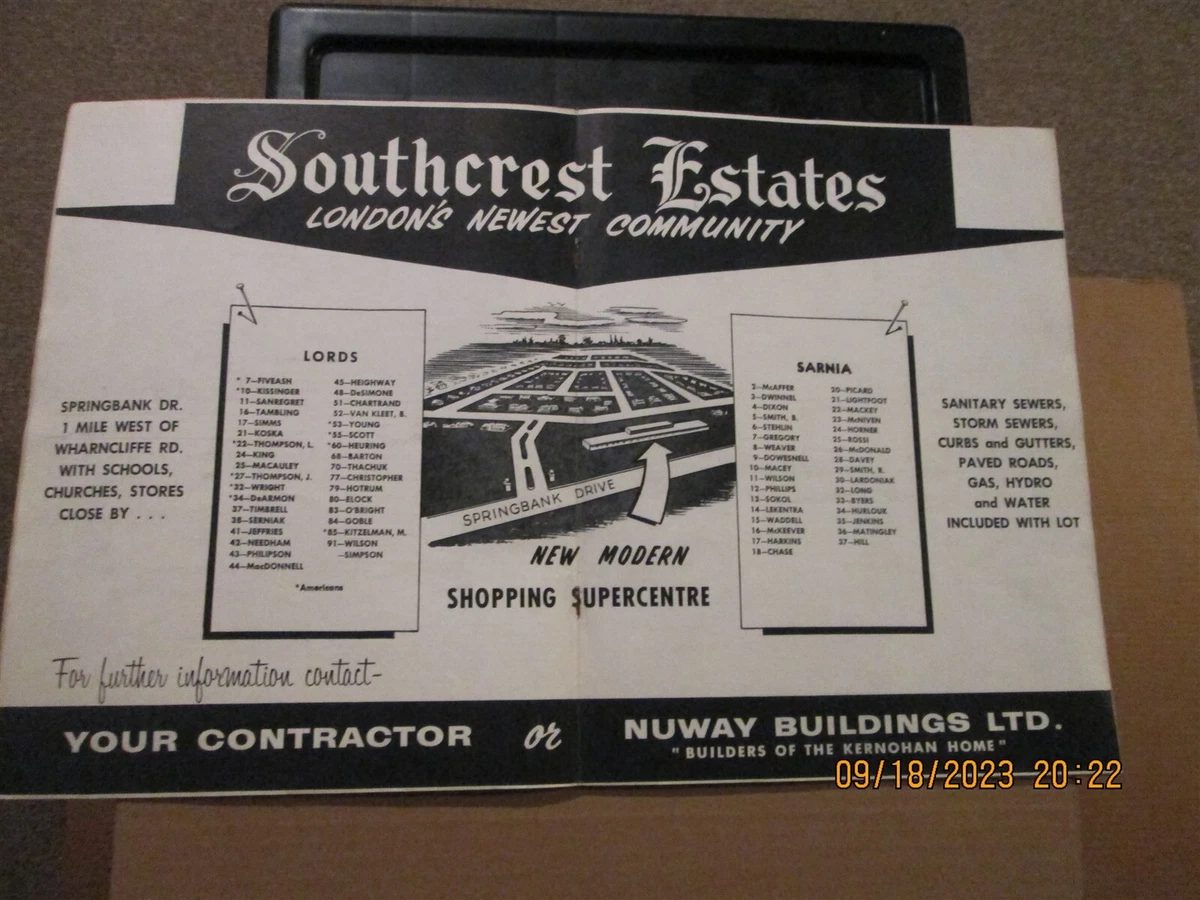 Southcrest Estates
LONDON'S NEWEST COMMUNITY
SPRINGBANK DR.
1 MILE WEST OF
WHARNCLIFFE RD.
WITH SCHOOLS,
CHURCHES, STORES
CLOSE BY . . .
LORDS
* 7—FIVEASH
*10—KISSINGER
11—SANREGRET
16—TAMBLING
17—SIMMS
21—KOSKA
*23—THOMPSON, L.
24—KING
25—MACAULEY
*27—THOMPSON, J.
*32—WRIGHT
*34—DeARMON
37—TIMBRELL
38—SERNIAK
41—JEFFRIES
42—NEEDHAM
43—PHILIPSON
44—MacDONNELL
45—HEIGHWAY
48—DeSIMONE
51—CHARTRAND
52—VAN KLEET, B.
*53—YOUNG
*55—SCOTT
*60—HEURING
68—BARTON
70—THACHUK
77—CHRISTOPHER
79—HOTRUM
80—ELOCK
83—O'BRIGHT
84—GOBLE
*85—KITZELMAN, M.
91—WILSON
—SIMPSON
*Americans
SPRINGBANK DRIVE
NEW MODERN
SHOPPING SUPERCENTRE
SARNIA
2—McAFFER
3—DWINNEL
4—DIXON
5—SMITH, B.
6—STEHLIN
7—GREGORY
8—WEAVER
9—DOWESNELL
10—MACEY
11—WILSON
12—PHILLIPS
13—SOKOL
14—LEKENTRA
15—WADDELL
16—McKEEVER
17—HARKINS
18—CHASE
20—PICARD
21—LIGHTFOOT
22—MACKEY
23—McNIVEN
24—HORNER
25—ROSSI
26—McDONALD
28—DAVEY
29—SMITH, R.
30—LARDONIAK
32—LONG
33—BYERS
34—HURLOUK
35—JENKINS
36—MATINGLEY
37—HILL
SANITARY SEWERS,
STORM SEWERS,
CURBS and GUTTERS,
PAVED ROADS,
GAS, HYDRO
and WATER
INCLUDED WITH LOT
For further information contact-
YOUR CONTRACTOR or NUWAY BUILDINGS LTD.
"BUILDERS OF THE KERNOHAN HOME"
09/18/2023 20:22